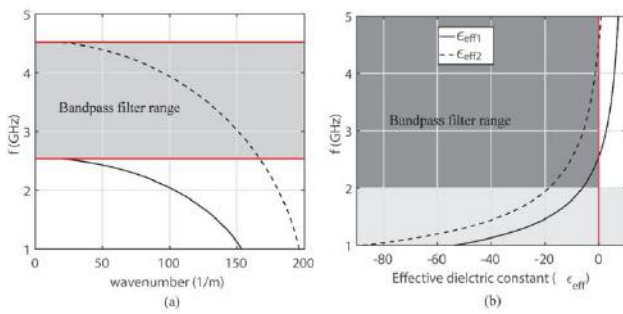 5
4
3
2
1
f (GHz)
Bandpass filter range
0 50 100 150 200
wavenumber (1/m)
(a)
5
4
3
2
1
f (GHz)
ϵeff1
ϵeff2
Bandpass filter range
-80 -60 -40 -20 0
Effective dielctric constant ( ϵeff)
(b)